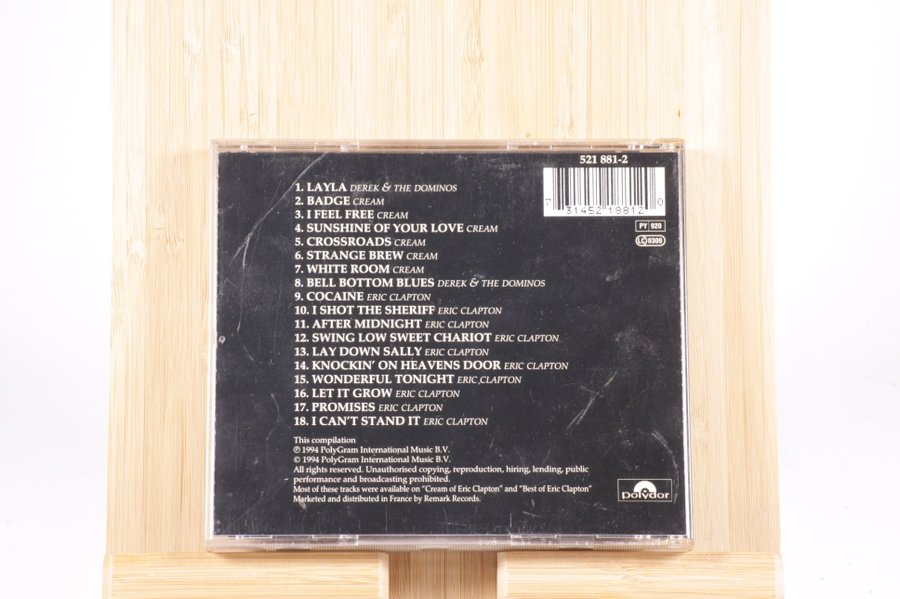 521 881-2
7 31452 18812 0
PY 920
LC 0309
1. LAYLA DEREK & THE DOMINOS
2. BADGE CREAM
3. I FEEL FREE CREAM
4. SUNSHINE OF YOUR LOVE CREAM
5. CROSSROADS CREAM
6. STRANGE BREW CREAM
7. WHITE ROOM CREAM
8. BELL BOTTOM BLUES DEREK & THE DOMINOS
9. COCAINE ERIC CLAPTON
10. I SHOT THE SHERIFF ERIC CLAPTON
11. AFTER MIDNIGHT ERIC CLAPTON
12. SWING LOW SWEET CHARIOT ERIC CLAPTON
13. LAY DOWN SALLY ERIC CLAPTON
14. KNOCKIN' ON HEAVENS DOOR ERIC CLAPTON
15. WONDERFUL TONIGHT ERIC CLAPTON
16. LET IT GROW ERIC CLAPTON
17. PROMISES ERIC CLAPTON
18. I CAN'T STAND IT ERIC CLAPTON
This compilation
℗ 1994 PolyGram International Music B.V.
© 1994 PolyGram International Music B.V.
All rights reserved. Unauthorised copying, reproduction, hiring, lending, public
performance and broadcasting prohibited.
Most of these tracks were available on "Cream of Eric Clapton" and "Best of Eric Clapton"
Marketed and distributed in France by Remark Records.
polydor